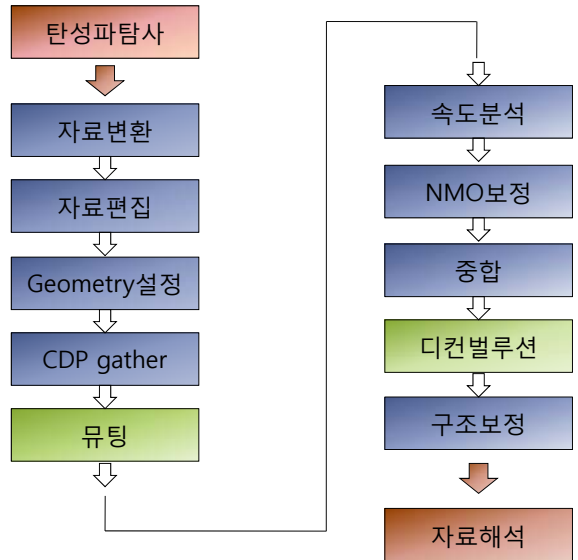 탄성파탐사
자료변환
자료편집
Geometry설정
CDP gather
뮤팅
속도분석
NMO보정
중합
디컨벌루션
구조보정
자료해석